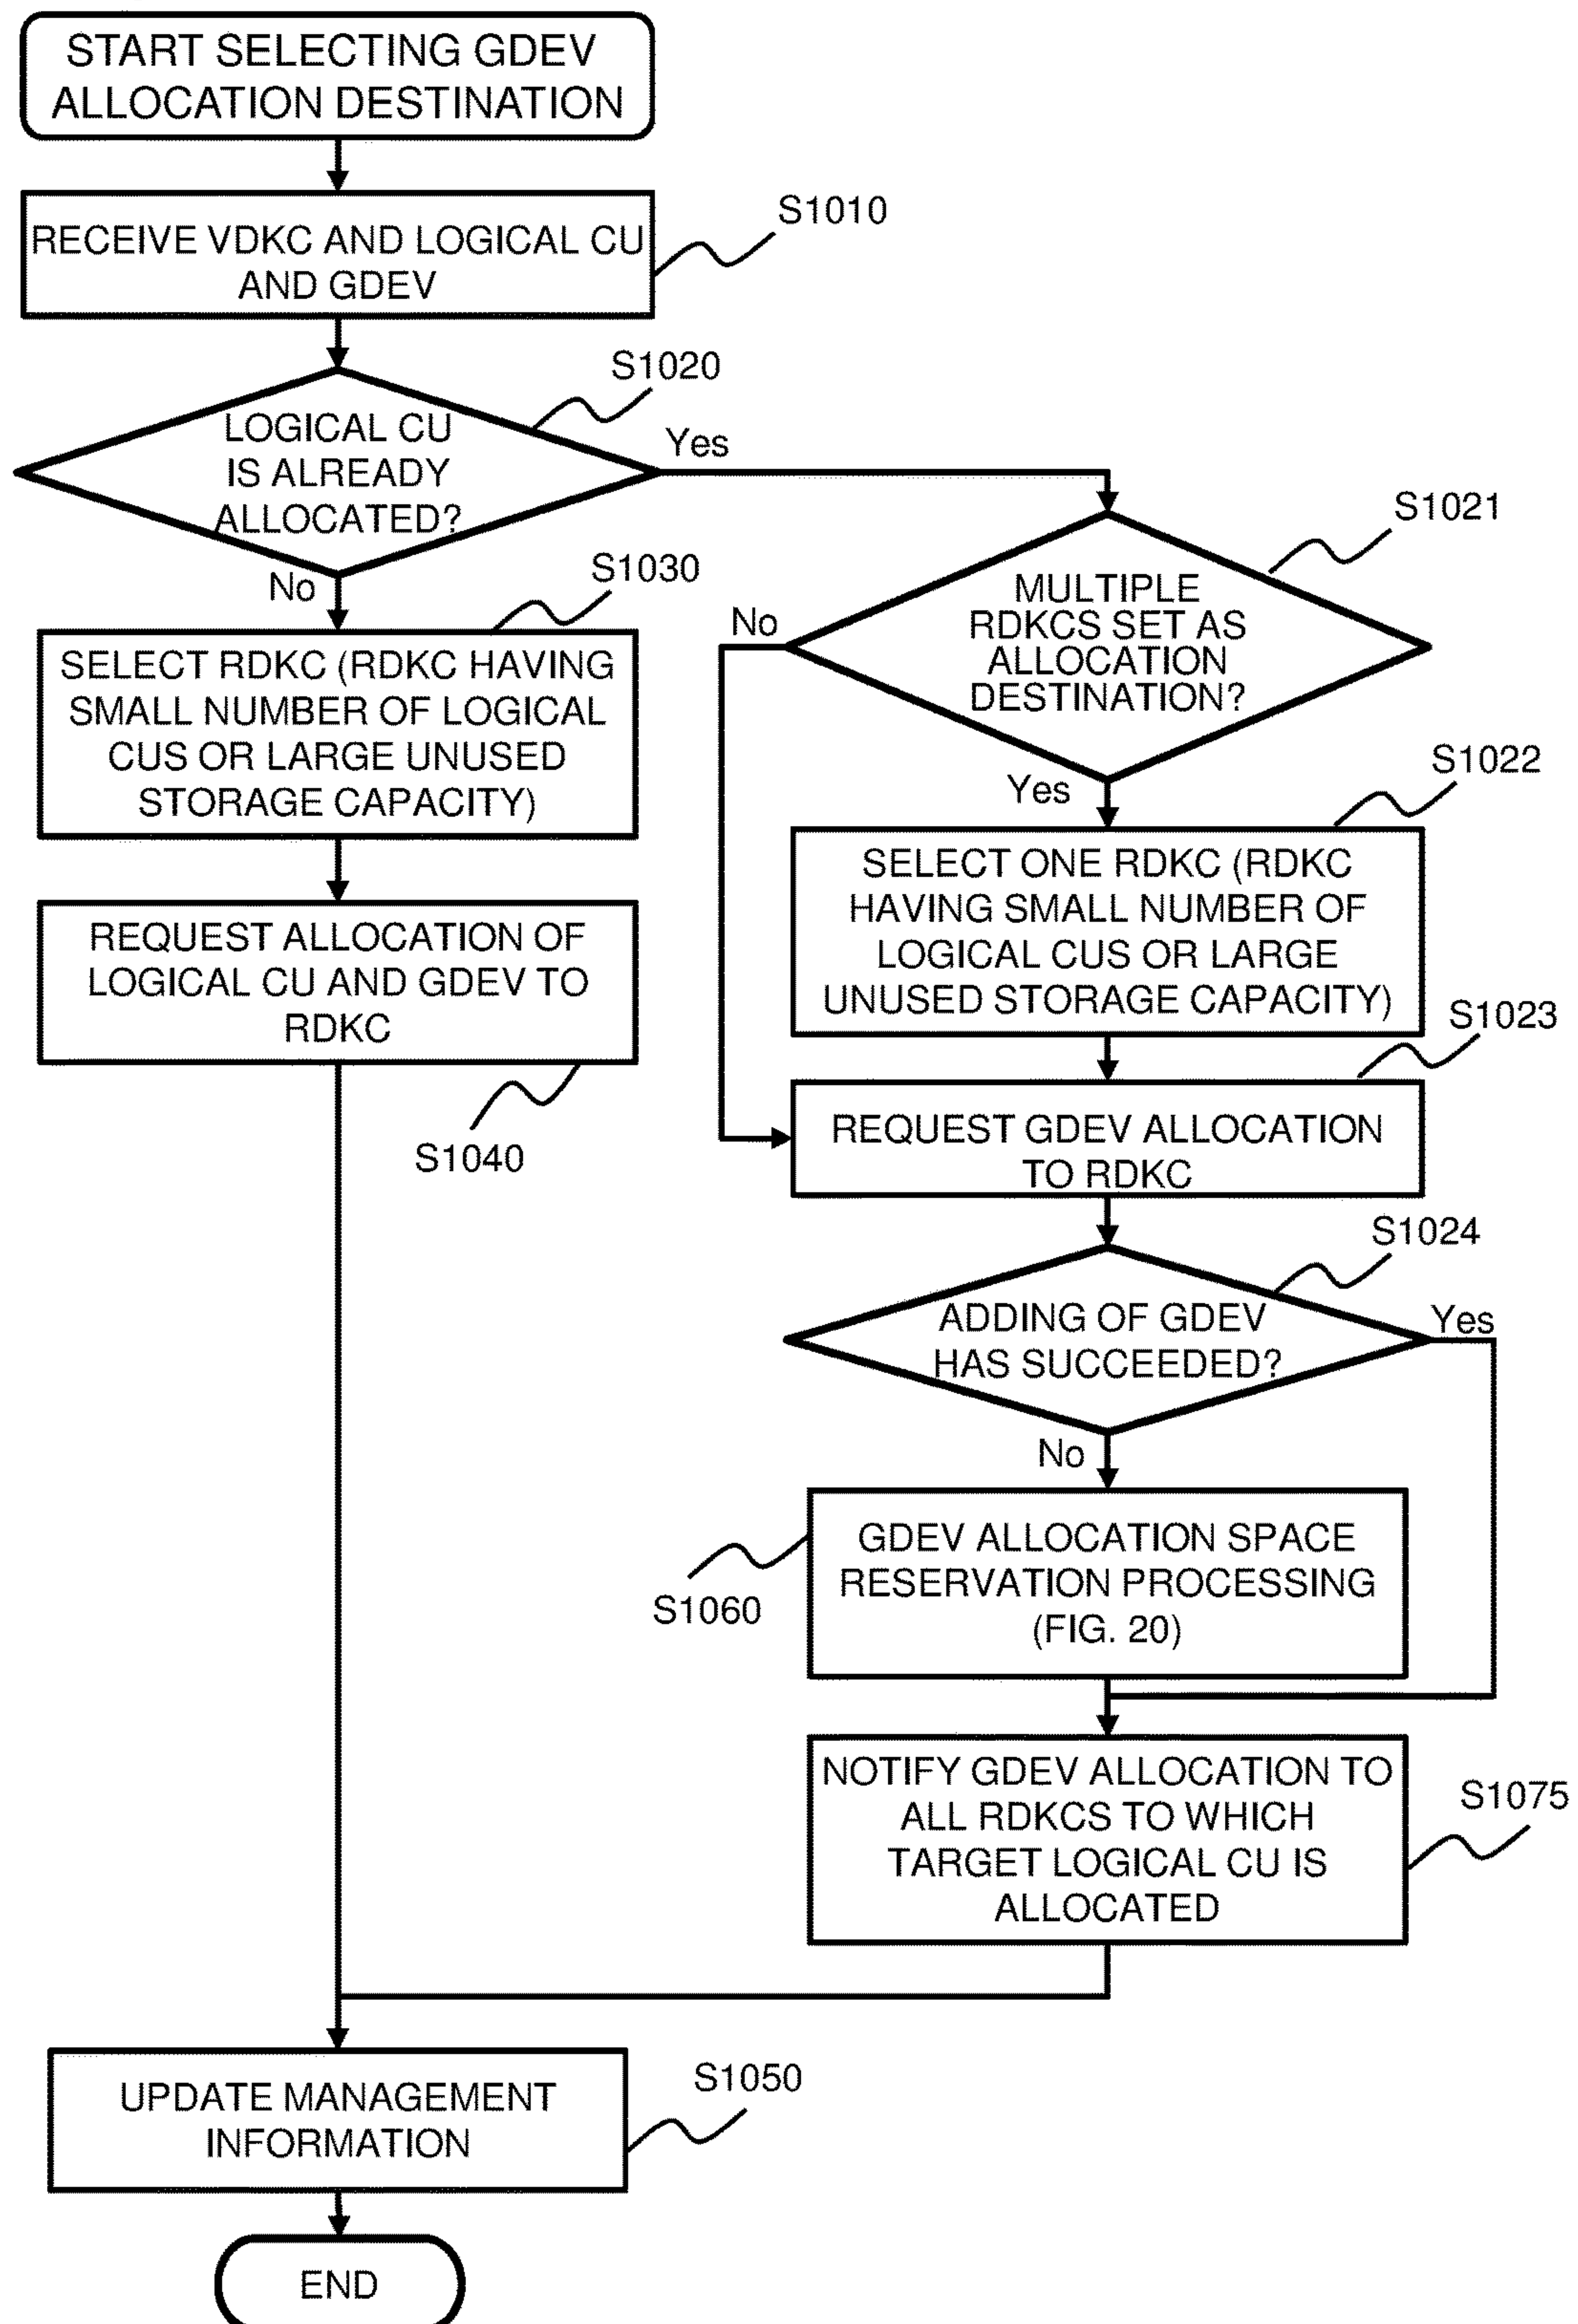 START SELECTING GDEV
ALLOCATION DESTINATION
RECEIVE VDKC AND LOGICAL CU
AND GDEV
S1010
LOGICAL CU
IS ALREADY
ALLOCATED?
S1020
Yes
No
S1030
SELECT RDKC (RDKC HAVING
SMALL NUMBER OF LOGICAL
CUS OR LARGE UNUSED
STORAGE CAPACITY)
REQUEST ALLOCATION OF
LOGICAL CU AND GDEV TO
RDKC
S1040
S1021
MULTIPLE
RDKCS SET AS
ALLOCATION
DESTINATION?
No
Yes
S1022
SELECT ONE RDKC (RDKC
HAVING SMALL NUMBER OF
LOGICAL CUS OR LARGE
UNUSED STORAGE CAPACITY)
S1023
REQUEST GDEV ALLOCATION
TO RDKC
S1024
ADDING OF GDEV
HAS SUCCEEDED?
Yes
No
GDEV ALLOCATION SPACE
RESERVATION PROCESSING
(FIG. 20)
S1060
NOTIFY GDEV ALLOCATION TO
ALL RDKCS TO WHICH
TARGET LOGICAL CU IS
ALLOCATED
S1075
UPDATE MANAGEMENT
INFORMATION
S1050
END